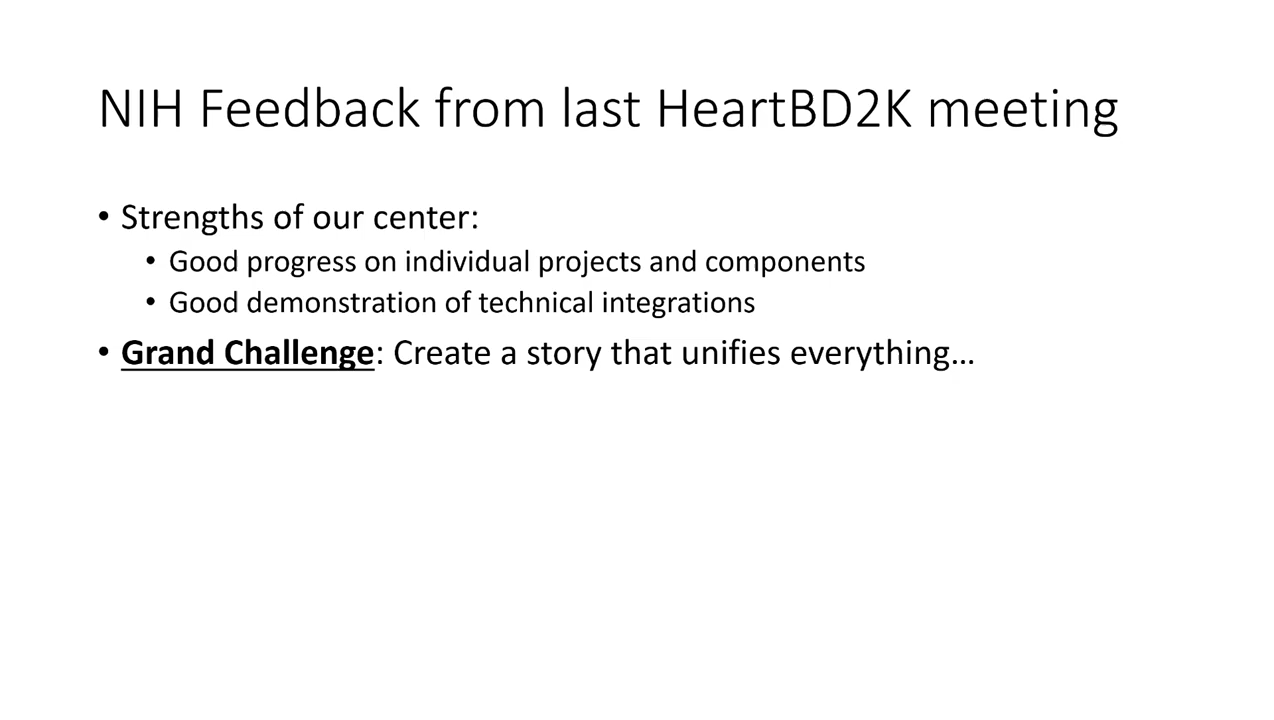 NIH Feedback from last HeartBD2K meeting
• Strengths of our center:
• Good progress on individual projects and components
• Good demonstration of technical integrations
• Grand Challenge: Create a story that unifies everything…